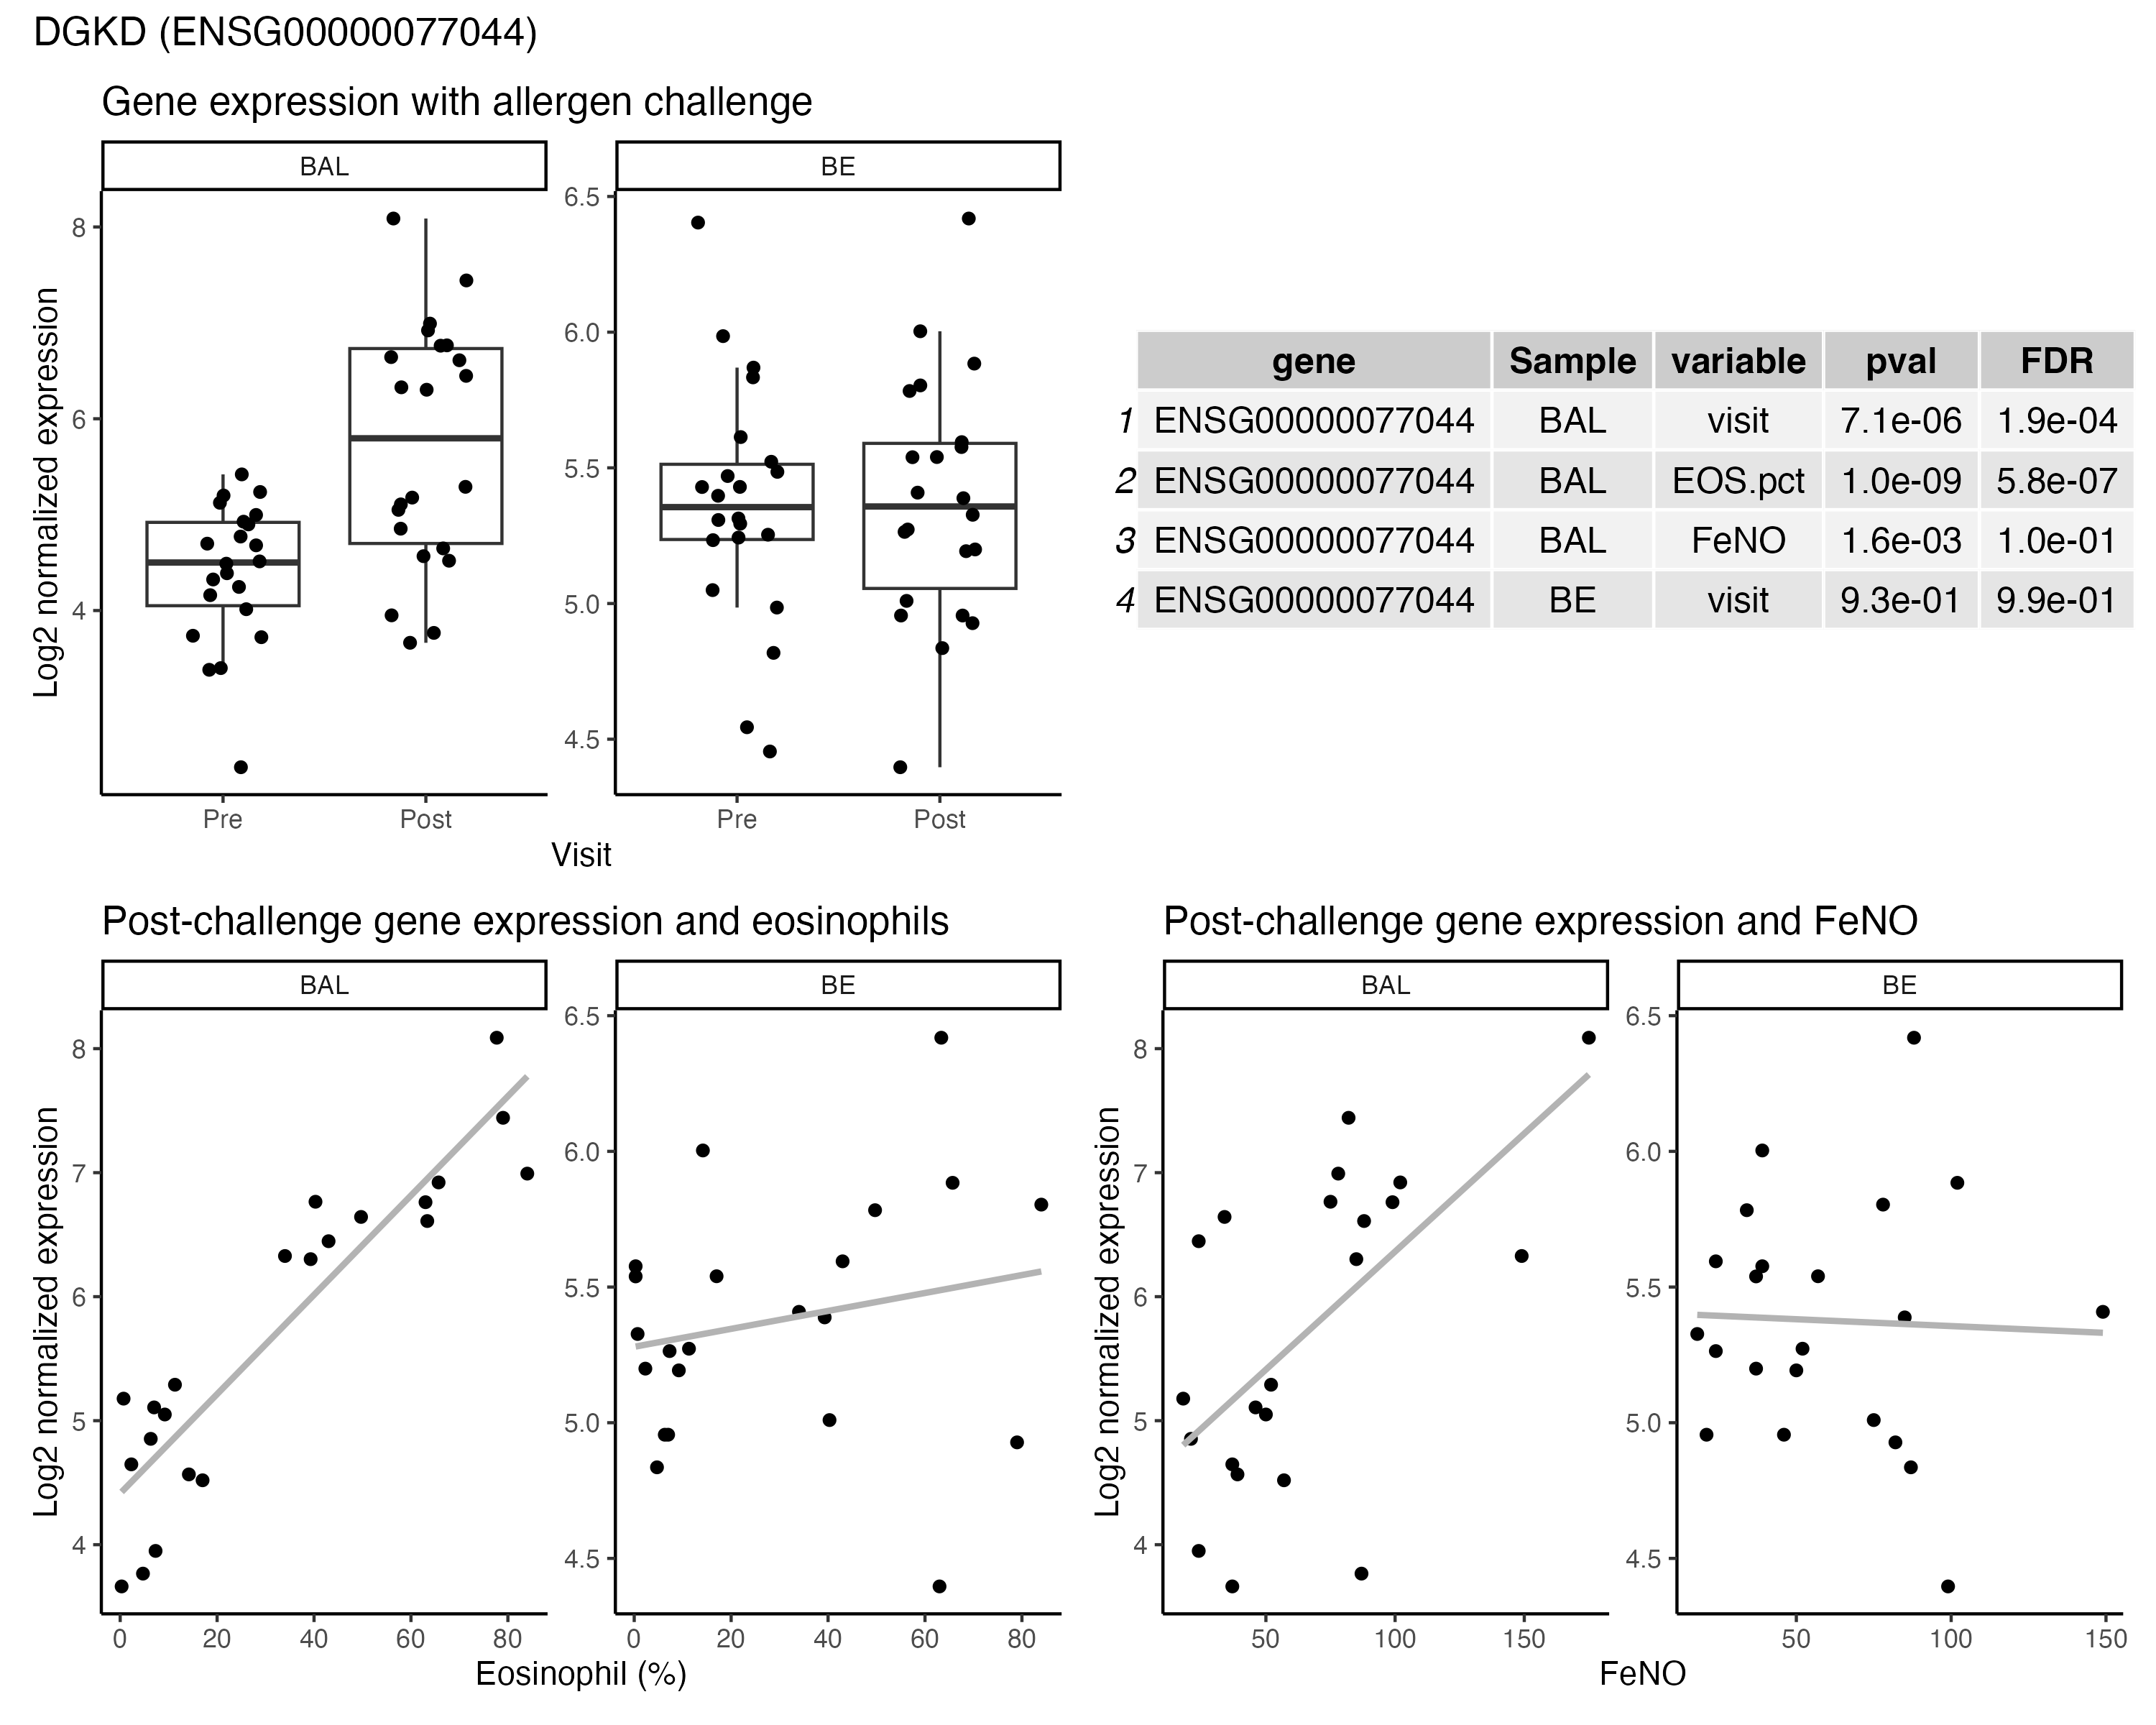 DGKD (ENSG00000077044)
Gene expression with allergen challenge
BAL
BE
Log2 normalized expression
8
6
4
6.5
6.0
5.5
5.0
4.5
Pre
Post
Pre
Post
Visit
gene Sample variable pval FDR
1 ENSG00000077044 BAL visit 7.1e-06 1.9e-04
2 ENSG00000077044 BAL EOS.pct 1.0e-09 5.8e-07
3 ENSG00000077044 BAL FeNO 1.6e-03 1.0e-01
4 ENSG00000077044 BE visit 9.3e-01 9.9e-01
Post-challenge gene expression and eosinophils
BAL
BE
Log2 normalized expression
8
7
6
5
4
6.5
6.0
5.5
5.0
4.5
0 20 40 60 80
0 20 40 60 80
Eosinophil (%)
Post-challenge gene expression and FeNO
BAL
BE
Log2 normalized expression
8
7
6
5
4
6.5
6.0
5.5
5.0
4.5
50 100 150
50 100 150
FeNO